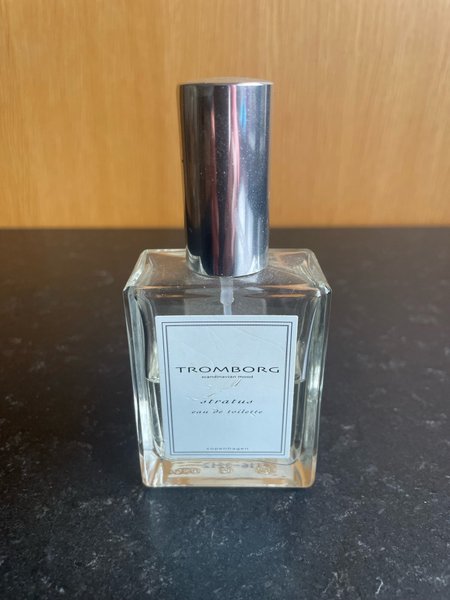 TROMBORG
scandinavian mood
stratus
eau de toilette
copenhagen